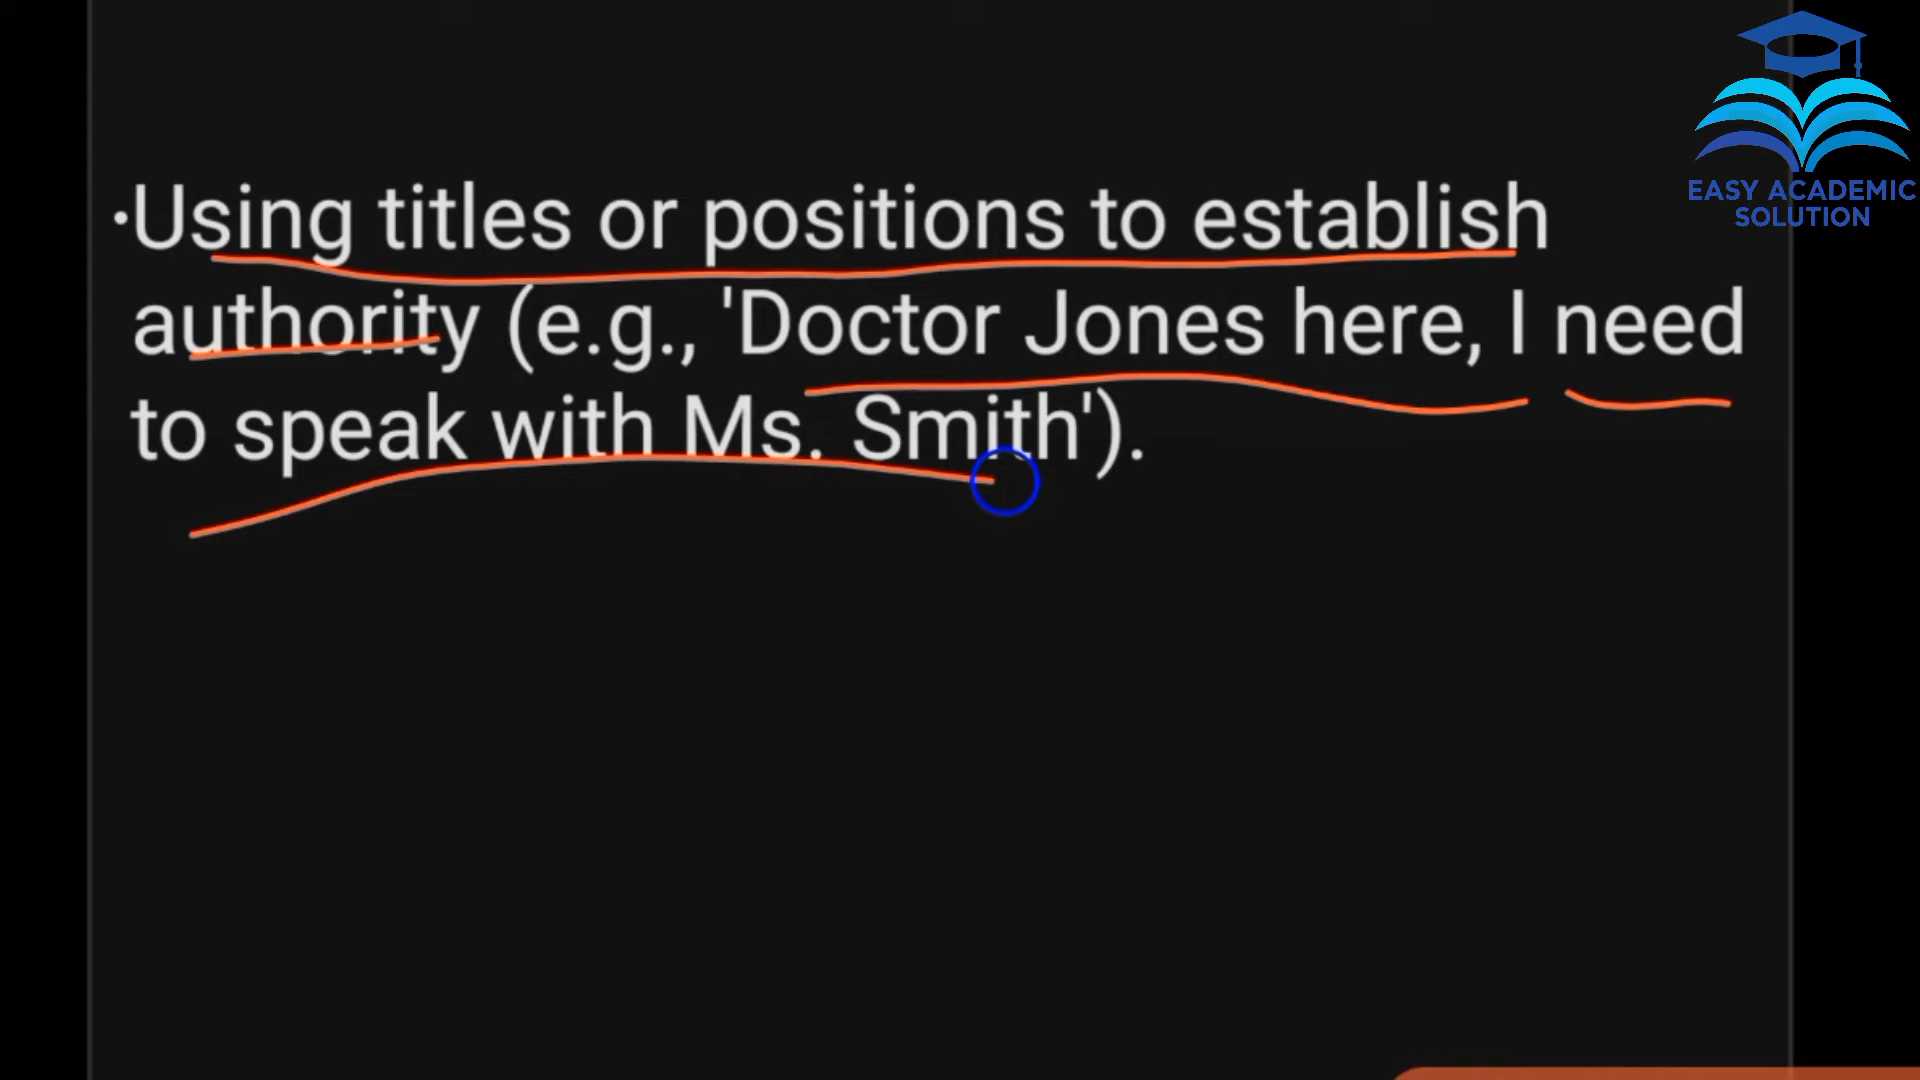 •Using titles or positions to establish
authority (e.g., 'Doctor Jones here, I need
to speak with Ms. Smith').
EASY ACADEMIC
SOLUTION